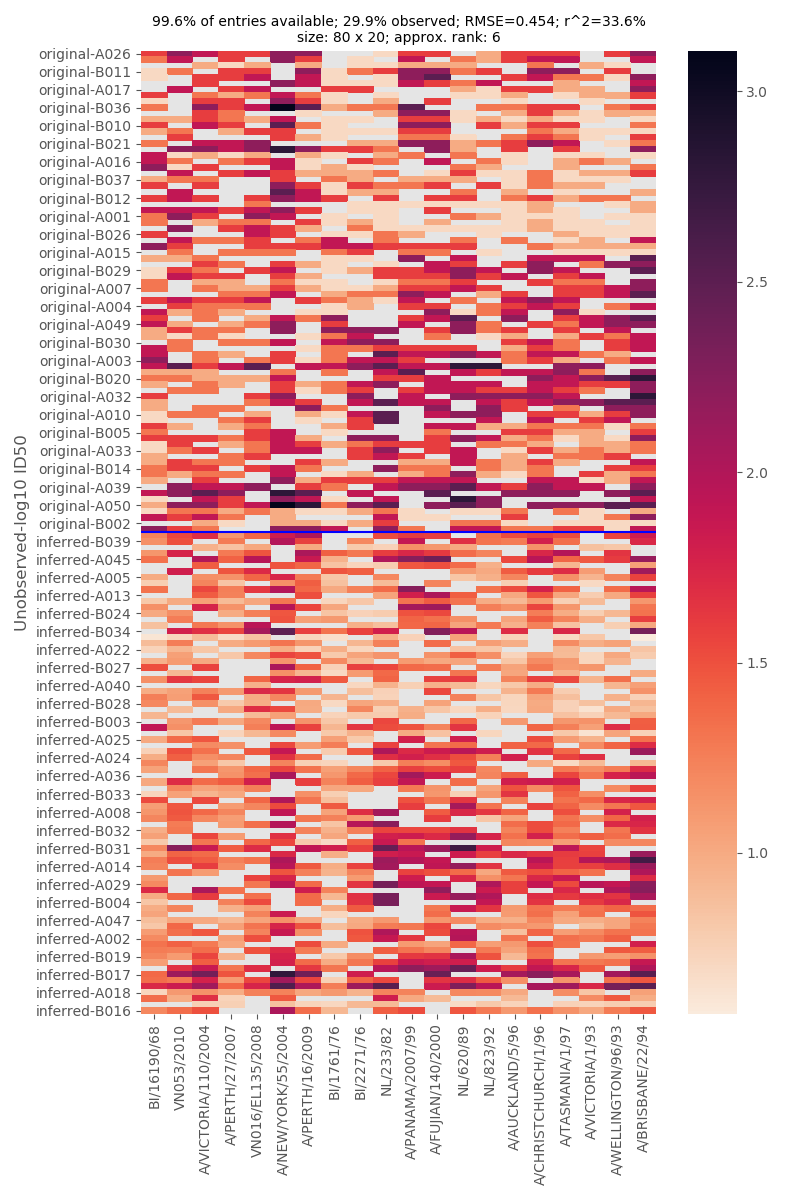 99.6% of entries available; 29.9% observed; RMSE=0.454; r^2=33.6%
size: 80 x 20; approx. rank: 6
Unobserved-log10 ID50
original-A026
original-B011
original-A017
original-B036
original-B010
original-B021
original-A016
original-B037
original-B012
original-A001
original-B026
original-A015
original-B029
original-A007
original-A004
original-A049
original-B030
original-A003
original-B020
original-A032
original-A010
original-B005
original-A033
original-B014
original-A039
original-A050
original-B002
inferred-B039
inferred-A045
inferred-A005
inferred-A013
inferred-B024
inferred-B034
inferred-A022
inferred-B027
inferred-A040
inferred-B028
inferred-B003
inferred-A025
inferred-A024
inferred-A036
inferred-B033
inferred-A008
inferred-B032
inferred-B031
inferred-A014
inferred-A029
inferred-B004
inferred-A047
inferred-A002
inferred-B019
inferred-B017
inferred-A018
inferred-B016
BI/16190/68
VN053/2010
A/VICTORIA/110/2004
A/PERTH/27/2007
VN016/EL135/2008
A/NEW/YORK/55/2004
A/PERTH/16/2009
BI/1761/76
BI/2271/76
NL/233/82
A/PANAMA/2007/99
A/FUJIAN/140/2000
NL/620/89
NL/823/92
A/AUCKLAND/5/96
A/CHRISTCHURCH/1/96
A/TASMANIA/1/97
A/VICTORIA/1/93
A/WELLINGTON/96/93
A/BRISBANE/22/94
3.0
2.5
2.0
1.5
1.0